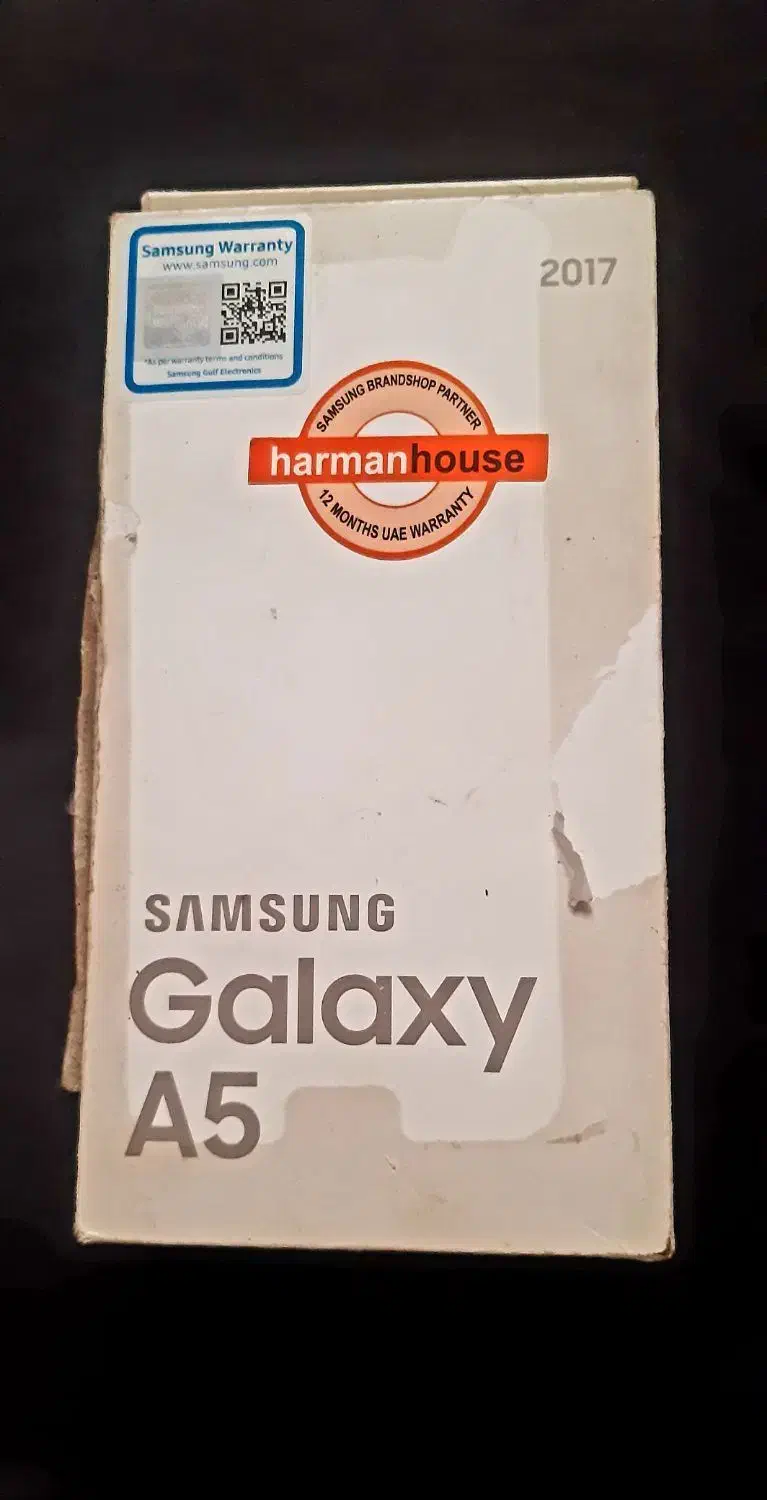 Samsung Warranty
www.samsung.com
*As per warranty terms and conditions
Samsung Gulf Electronics
2017
SAMSUNG BRANDSHOP PARTNER
harmanhouse
12 MONTHS UAE WARRANTY
SAMSUNG
Galaxy
A5